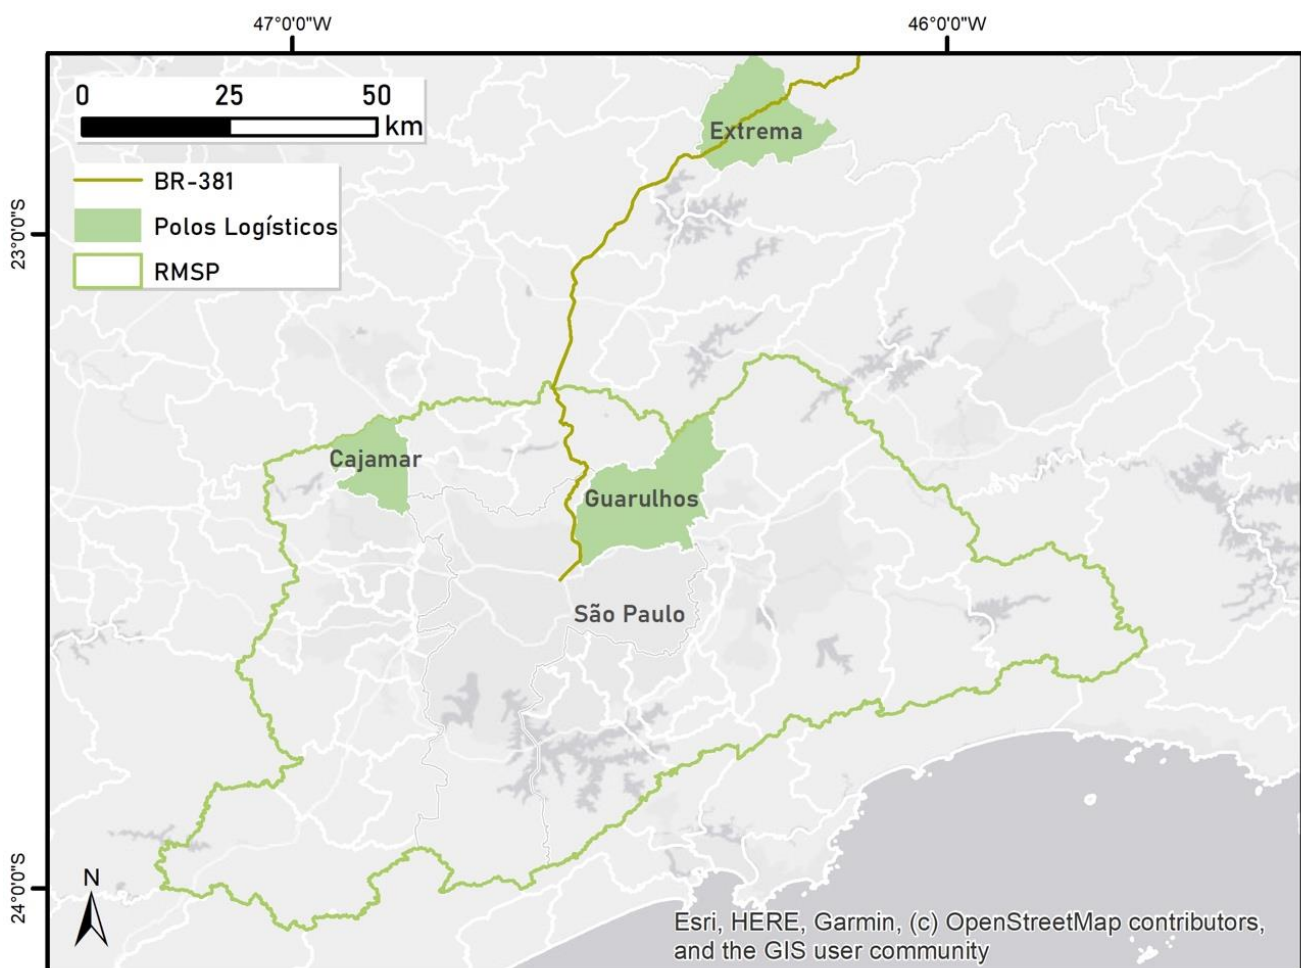 47°0'0"W
46°0'0"W
0 25 50
km
BR-381
Polos Logísticos
RMSP
23°0'0"S
24°0'0"S
Extrema
Cajamar
Guarulhos
São Paulo
N
Esri, HERE, Garmin, (c) OpenStreetMap contributors,
and the GIS user community